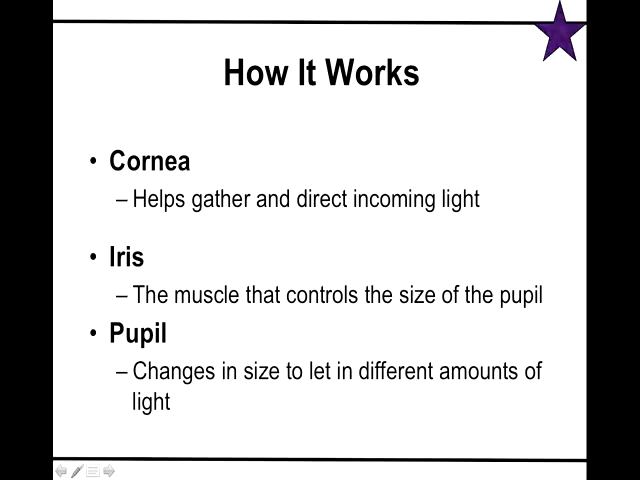 How It Works
• Cornea
– Helps gather and direct incoming light
• Iris
– The muscle that controls the size of the pupil
• Pupil
– Changes in size to let in different amounts of
light